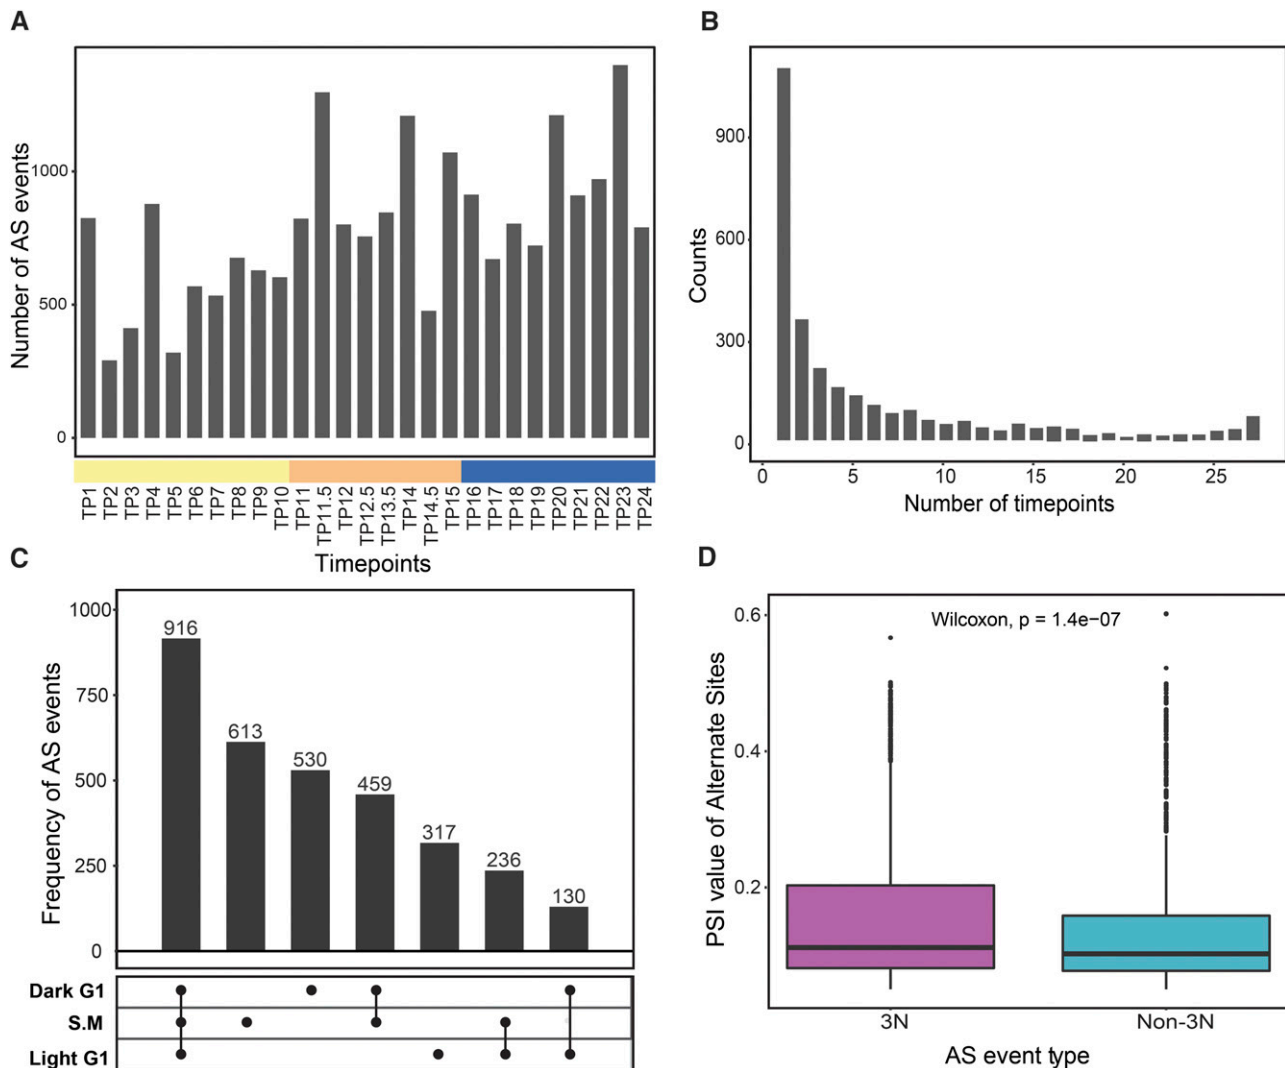 A
Number of AS events
1000
500
0
TP1
TP2
TP3
TP4
TP5
TP6
TP7
TP8
TP9
TP10
TP11
TP11.5
TP12
TP12.5
TP13.5
TP14
TP14.5
TP15
TP16
TP17
TP18
TP19
TP20
TP21
TP22
TP23
TP24
Timepoints
B
Counts
900
600
300
0
0 5 10 15 20 25
Number of timepoints
C
Frequency of AS events
1000
750
500
250
0
916
613
530
459
317
236
130
Dark G1
S.M
Light G1
D
PSI value of Alternate Sites
0.6
0.4
0.2
Wilcoxon, p = 1.4e−07
3N Non-3N
AS event type